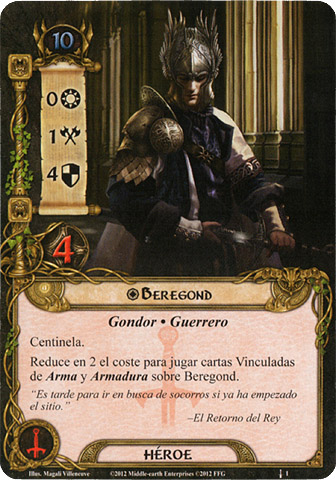 10
0
1
4
4
Beregond
Gondor • Guerrero
Centinela.
Reduce en 2 el coste para jugar cartas Vinculadas
de Arma y Armadura sobre Beregond.
“Es tarde para ir en busca de socorros si ya ha empezado
el sitio.”
–El Retorno del Rey
HÉROE
Illus. Magali Villeneuve
©2012 Middle-earth Enterprises ©2012 FFG
1